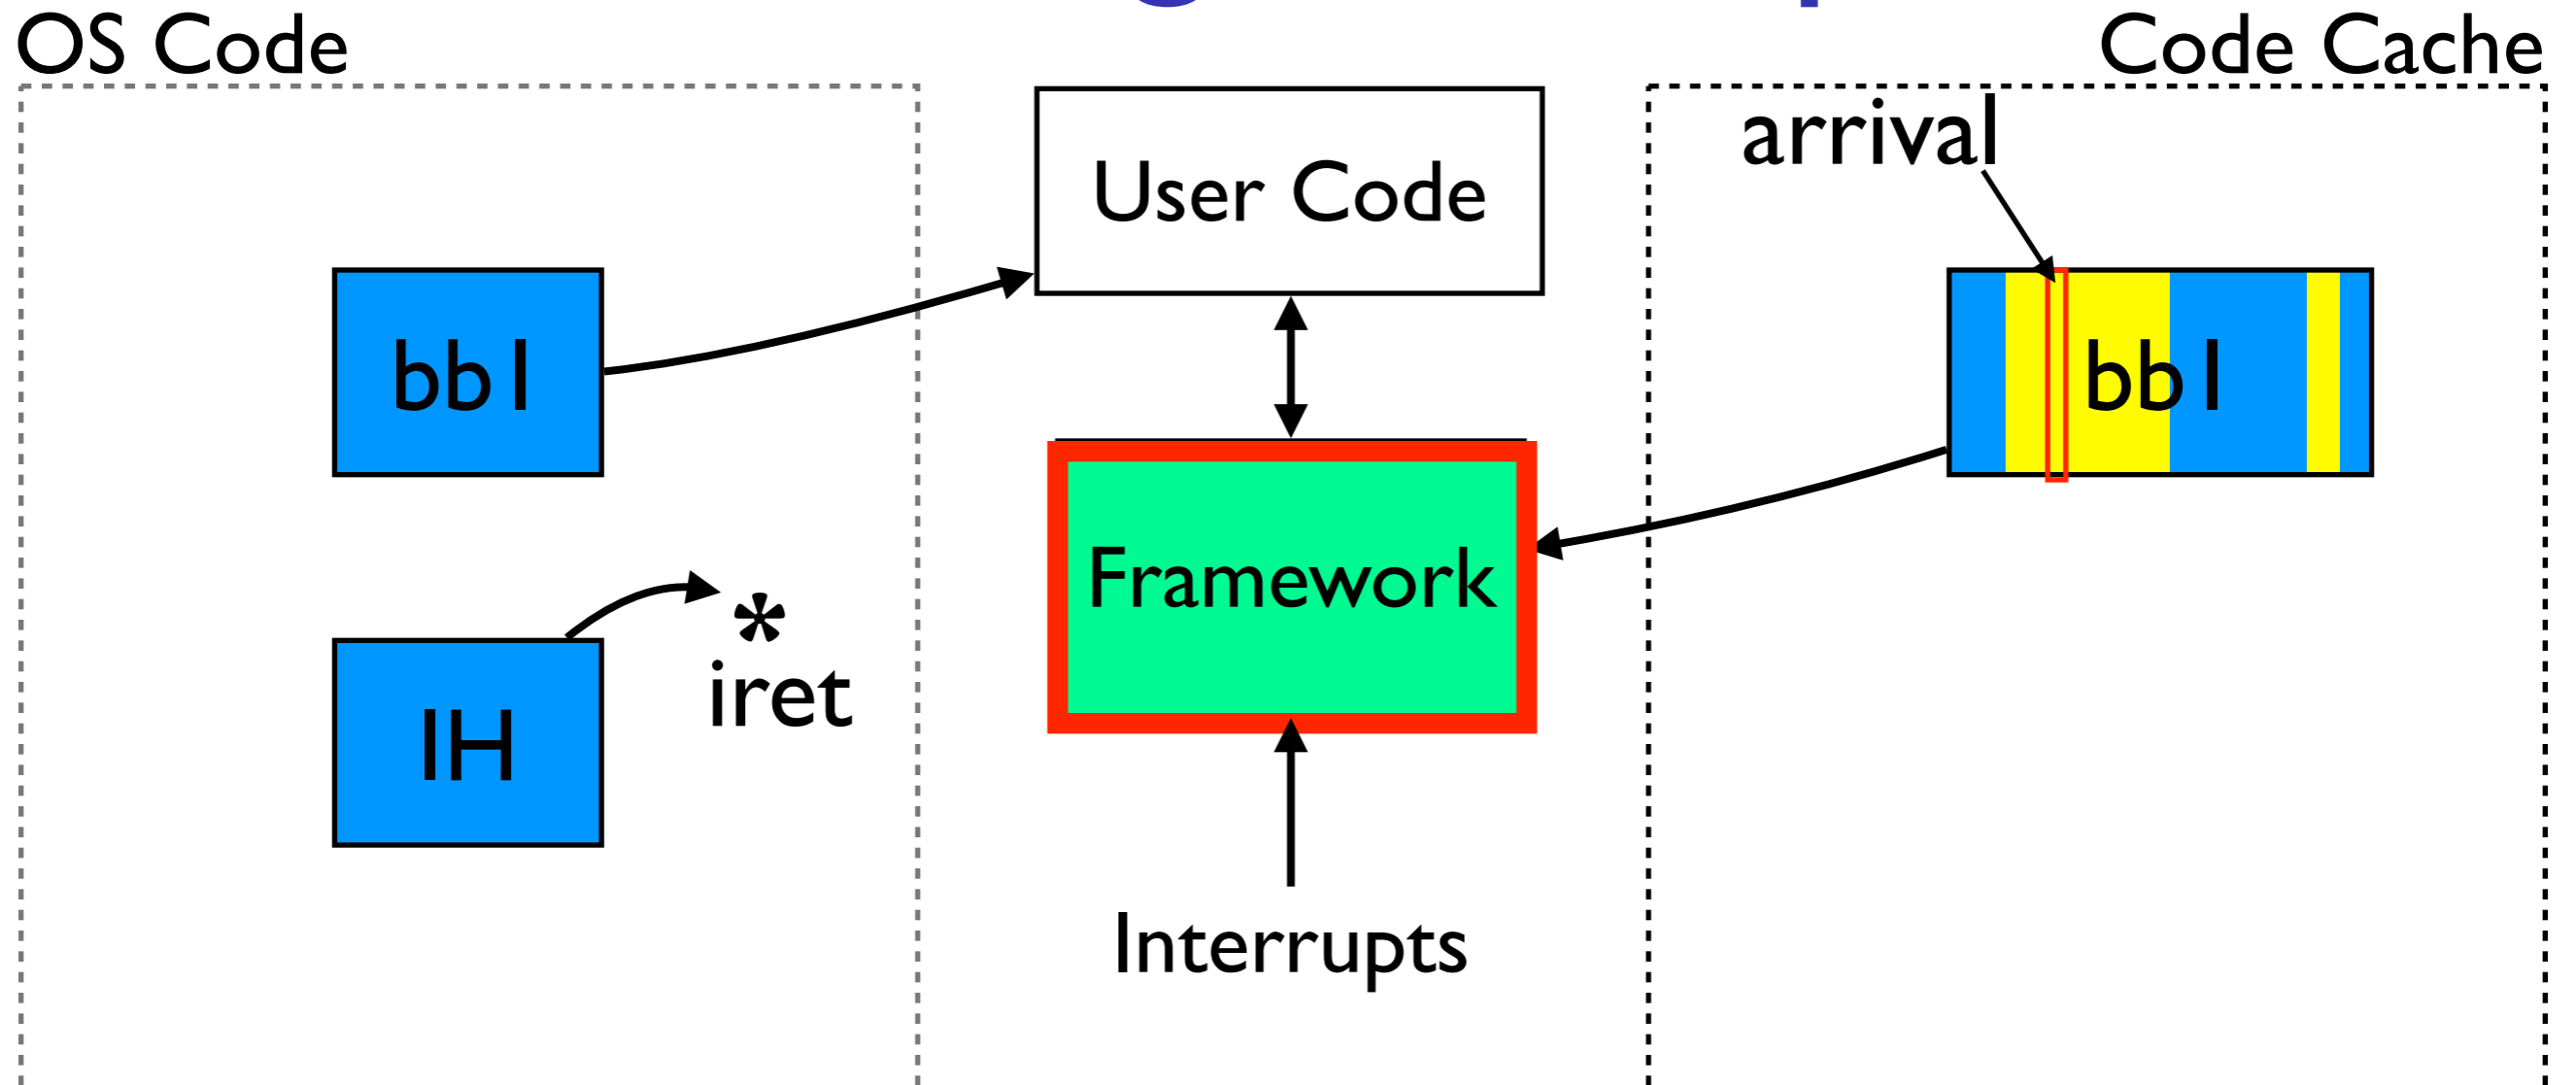 OS Code
Code Cache
arrival
User Code
bb1
bb1
Framework
*
iret
IH
Interrupts